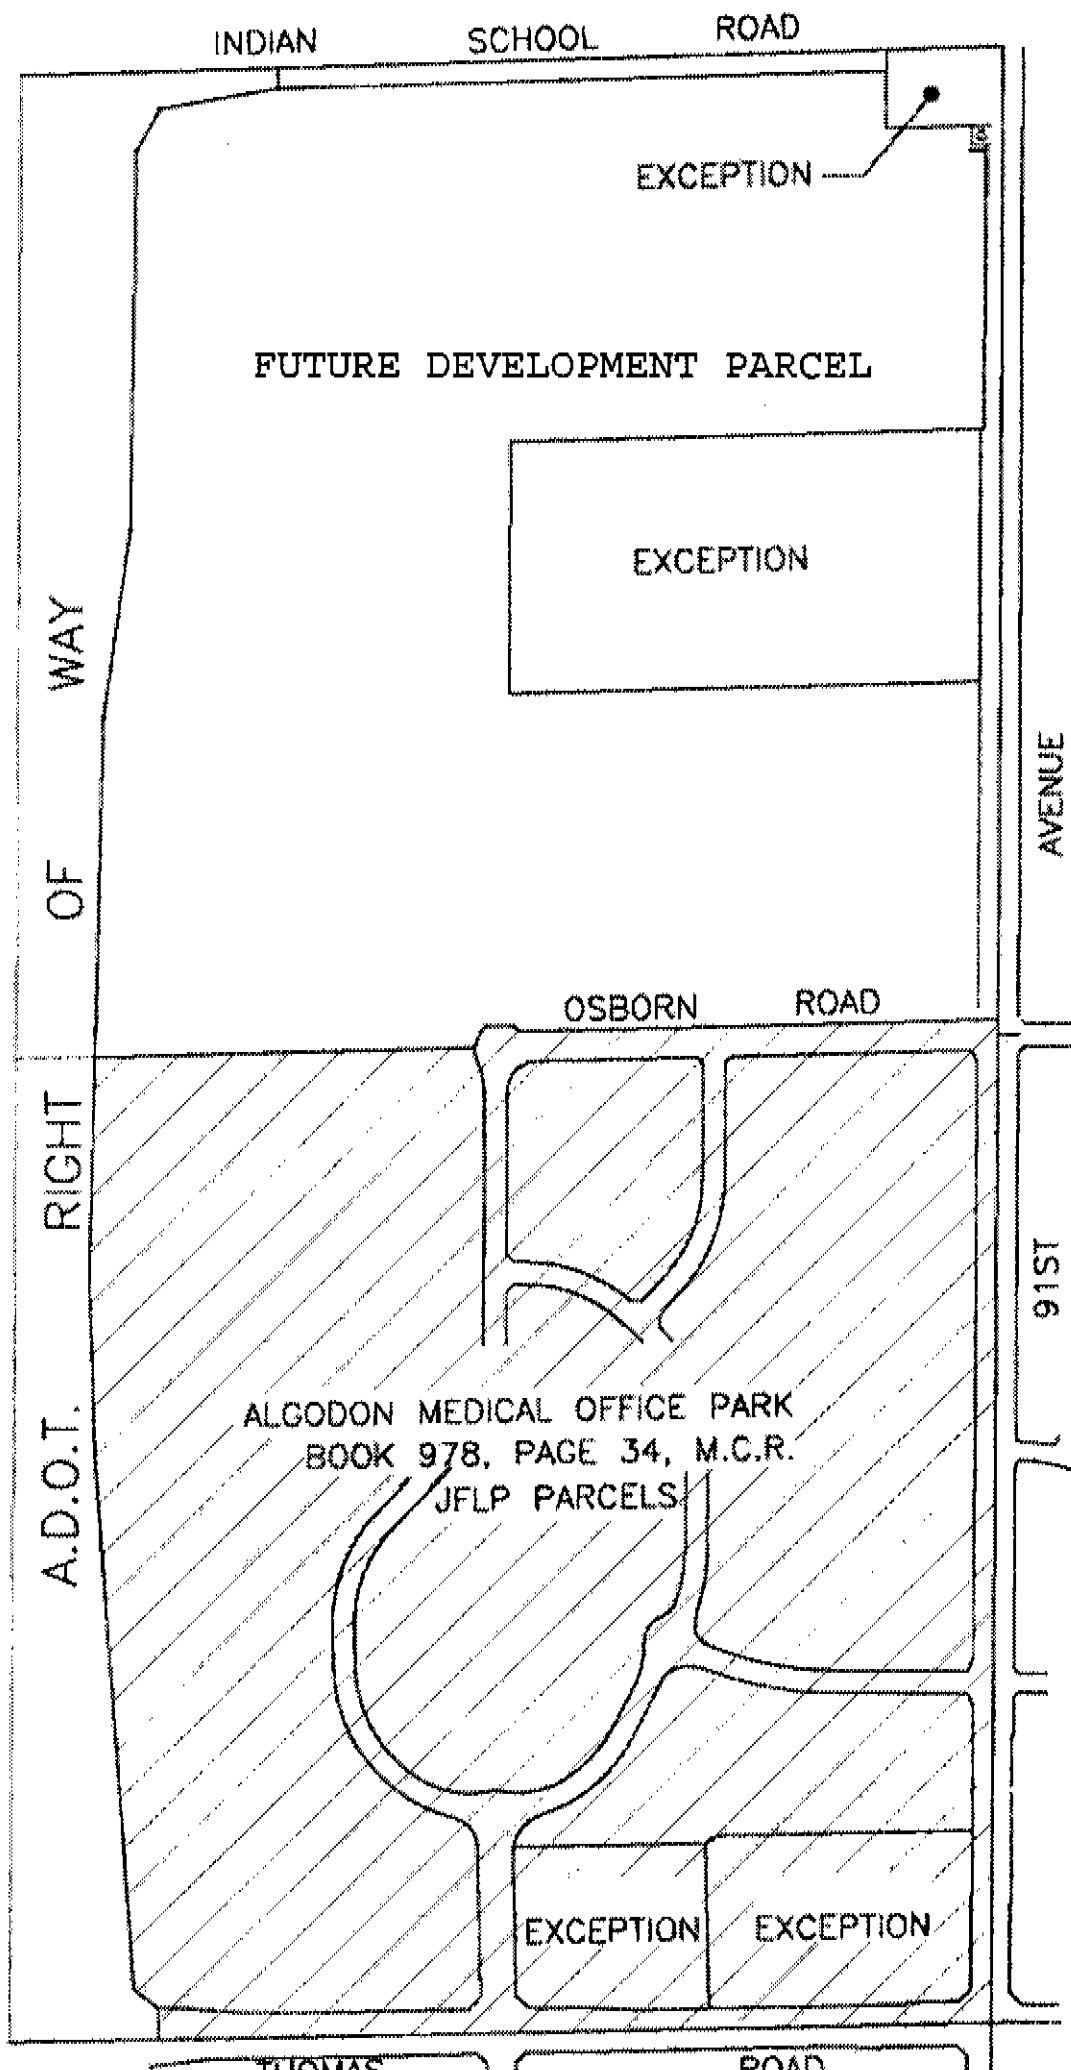 INDIAN SCHOOL ROAD
EXCEPTION
FUTURE DEVELOPMENT PARCEL
EXCEPTION
A.D.O.T. RIGHT OF WAY
91ST AVENUE
OSBORN ROAD
ALGODON MEDICAL OFFICE PARK
BOOK 978, PAGE 34, M.C.R.
JFLP PARCELS
EXCEPTION
EXCEPTION
THOMAS ROAD